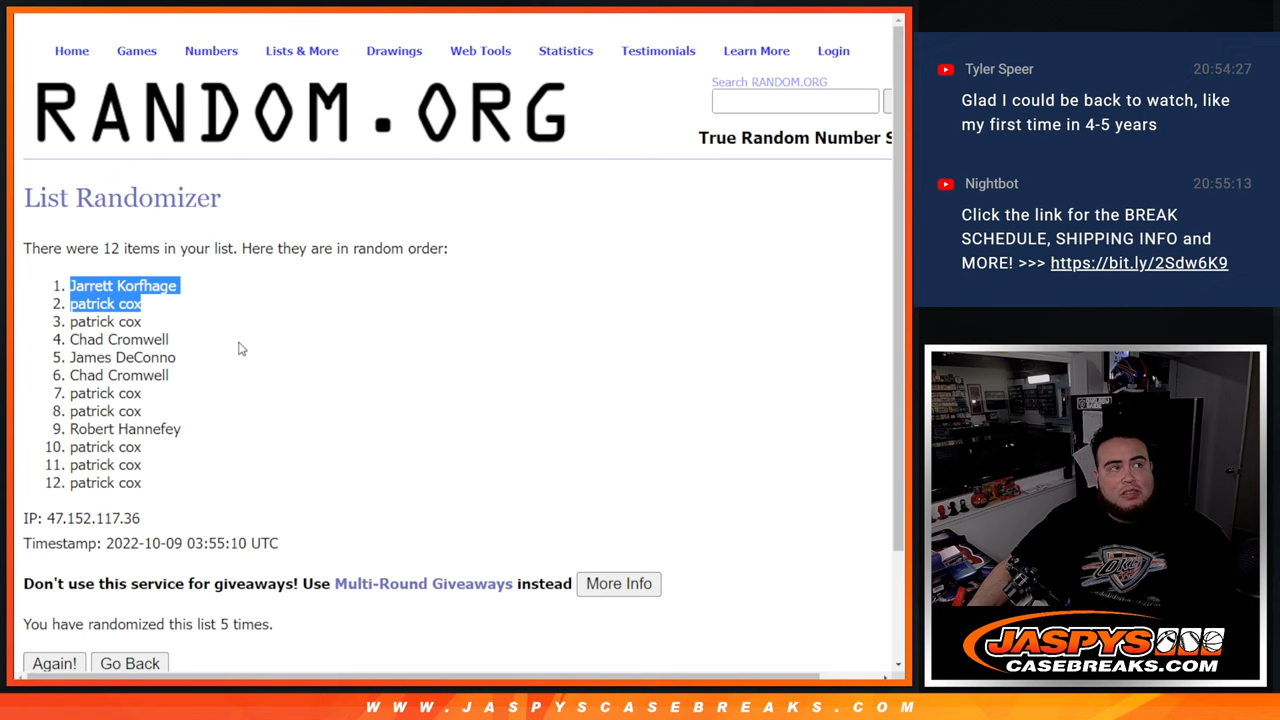 Home Games Numbers Lists & More Drawings Web Tools Statistics Testimonials Learn More Login
RANDOM.ORG
Search RANDOM.ORG
True Random Number S
List Randomizer
There were 12 items in your list. Here they are in random order:
1. Jarrett Korfhage
2. patrick cox
3. patrick cox
4. Chad Cromwell
5. James DeConno
6. Chad Cromwell
7. patrick cox
8. patrick cox
9. Robert Hannefey
10. patrick cox
11. patrick cox
12. patrick cox
IP: 47.152.117.36
Timestamp: 2022-10-09 03:55:10 UTC
Don't use this service for giveaways! Use Multi-Round Giveaways instead More Info
You have randomized this list 5 times.
Again! Go Back
Tyler Speer 20:54:27
Glad I could be back to watch, like
my first time in 4-5 years
Nightbot 20:55:13
Click the link for the BREAK
SCHEDULE, SHIPPING INFO and
MORE! >>> https://bit.ly/2Sdw6K9
OKC
JASPYS
CASEBREAKS.COM
WWW.JASPYSCASEBREAKS.COM